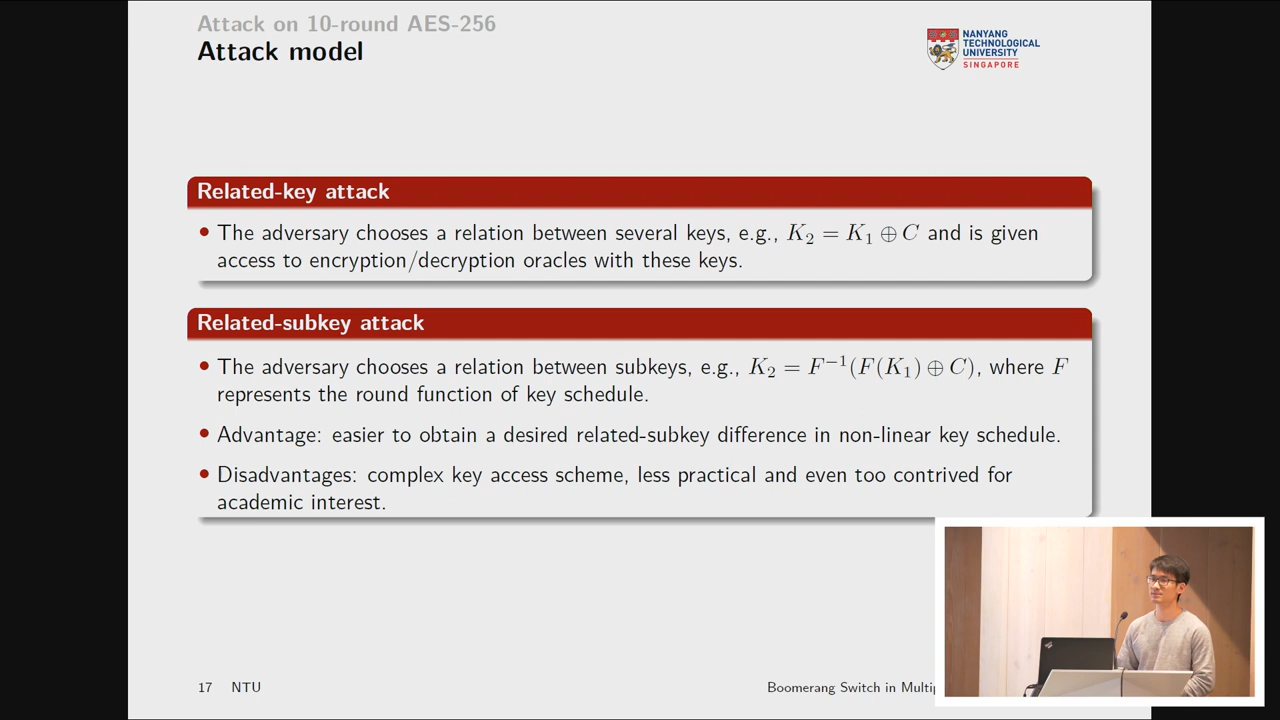 Attack on 10-round AES-256
Attack model
NANYANG
TECHNOLOGICAL
UNIVERSITY
SINGAPORE
Related-key attack
• The adversary chooses a relation between several keys, e.g., K₂ = K₁ ⊕ C and is given
access to encryption/decryption oracles with these keys.
Related-subkey attack
• The adversary chooses a relation between subkeys, e.g., K₂ = F⁻¹(F(K₁) ⊕ C), where F
represents the round function of key schedule.
• Advantage: easier to obtain a desired related-subkey difference in non-linear key schedule.
• Disadvantages: complex key access scheme, less practical and even too contrived for
academic interest.
17 NTU
Boomerang Switch in Multip